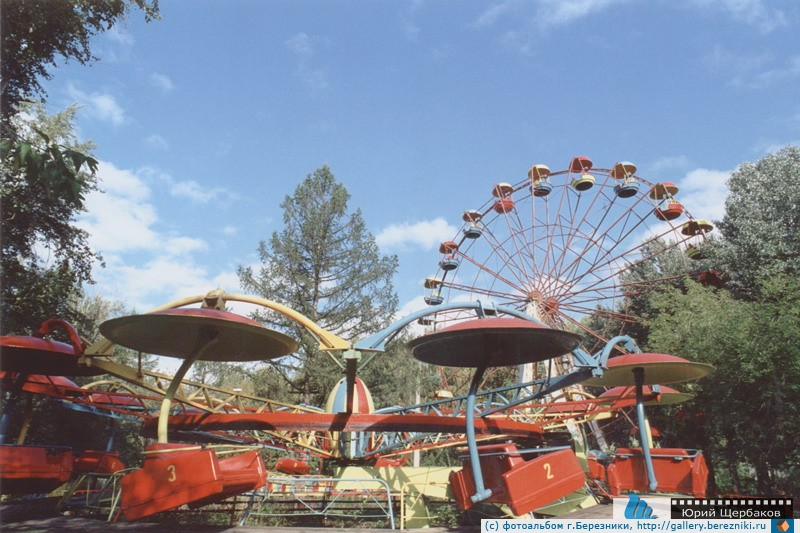 3
2
Юрий Щербаков
(c) фотоальбом г.Березники, http://gallery.berezniki.ru